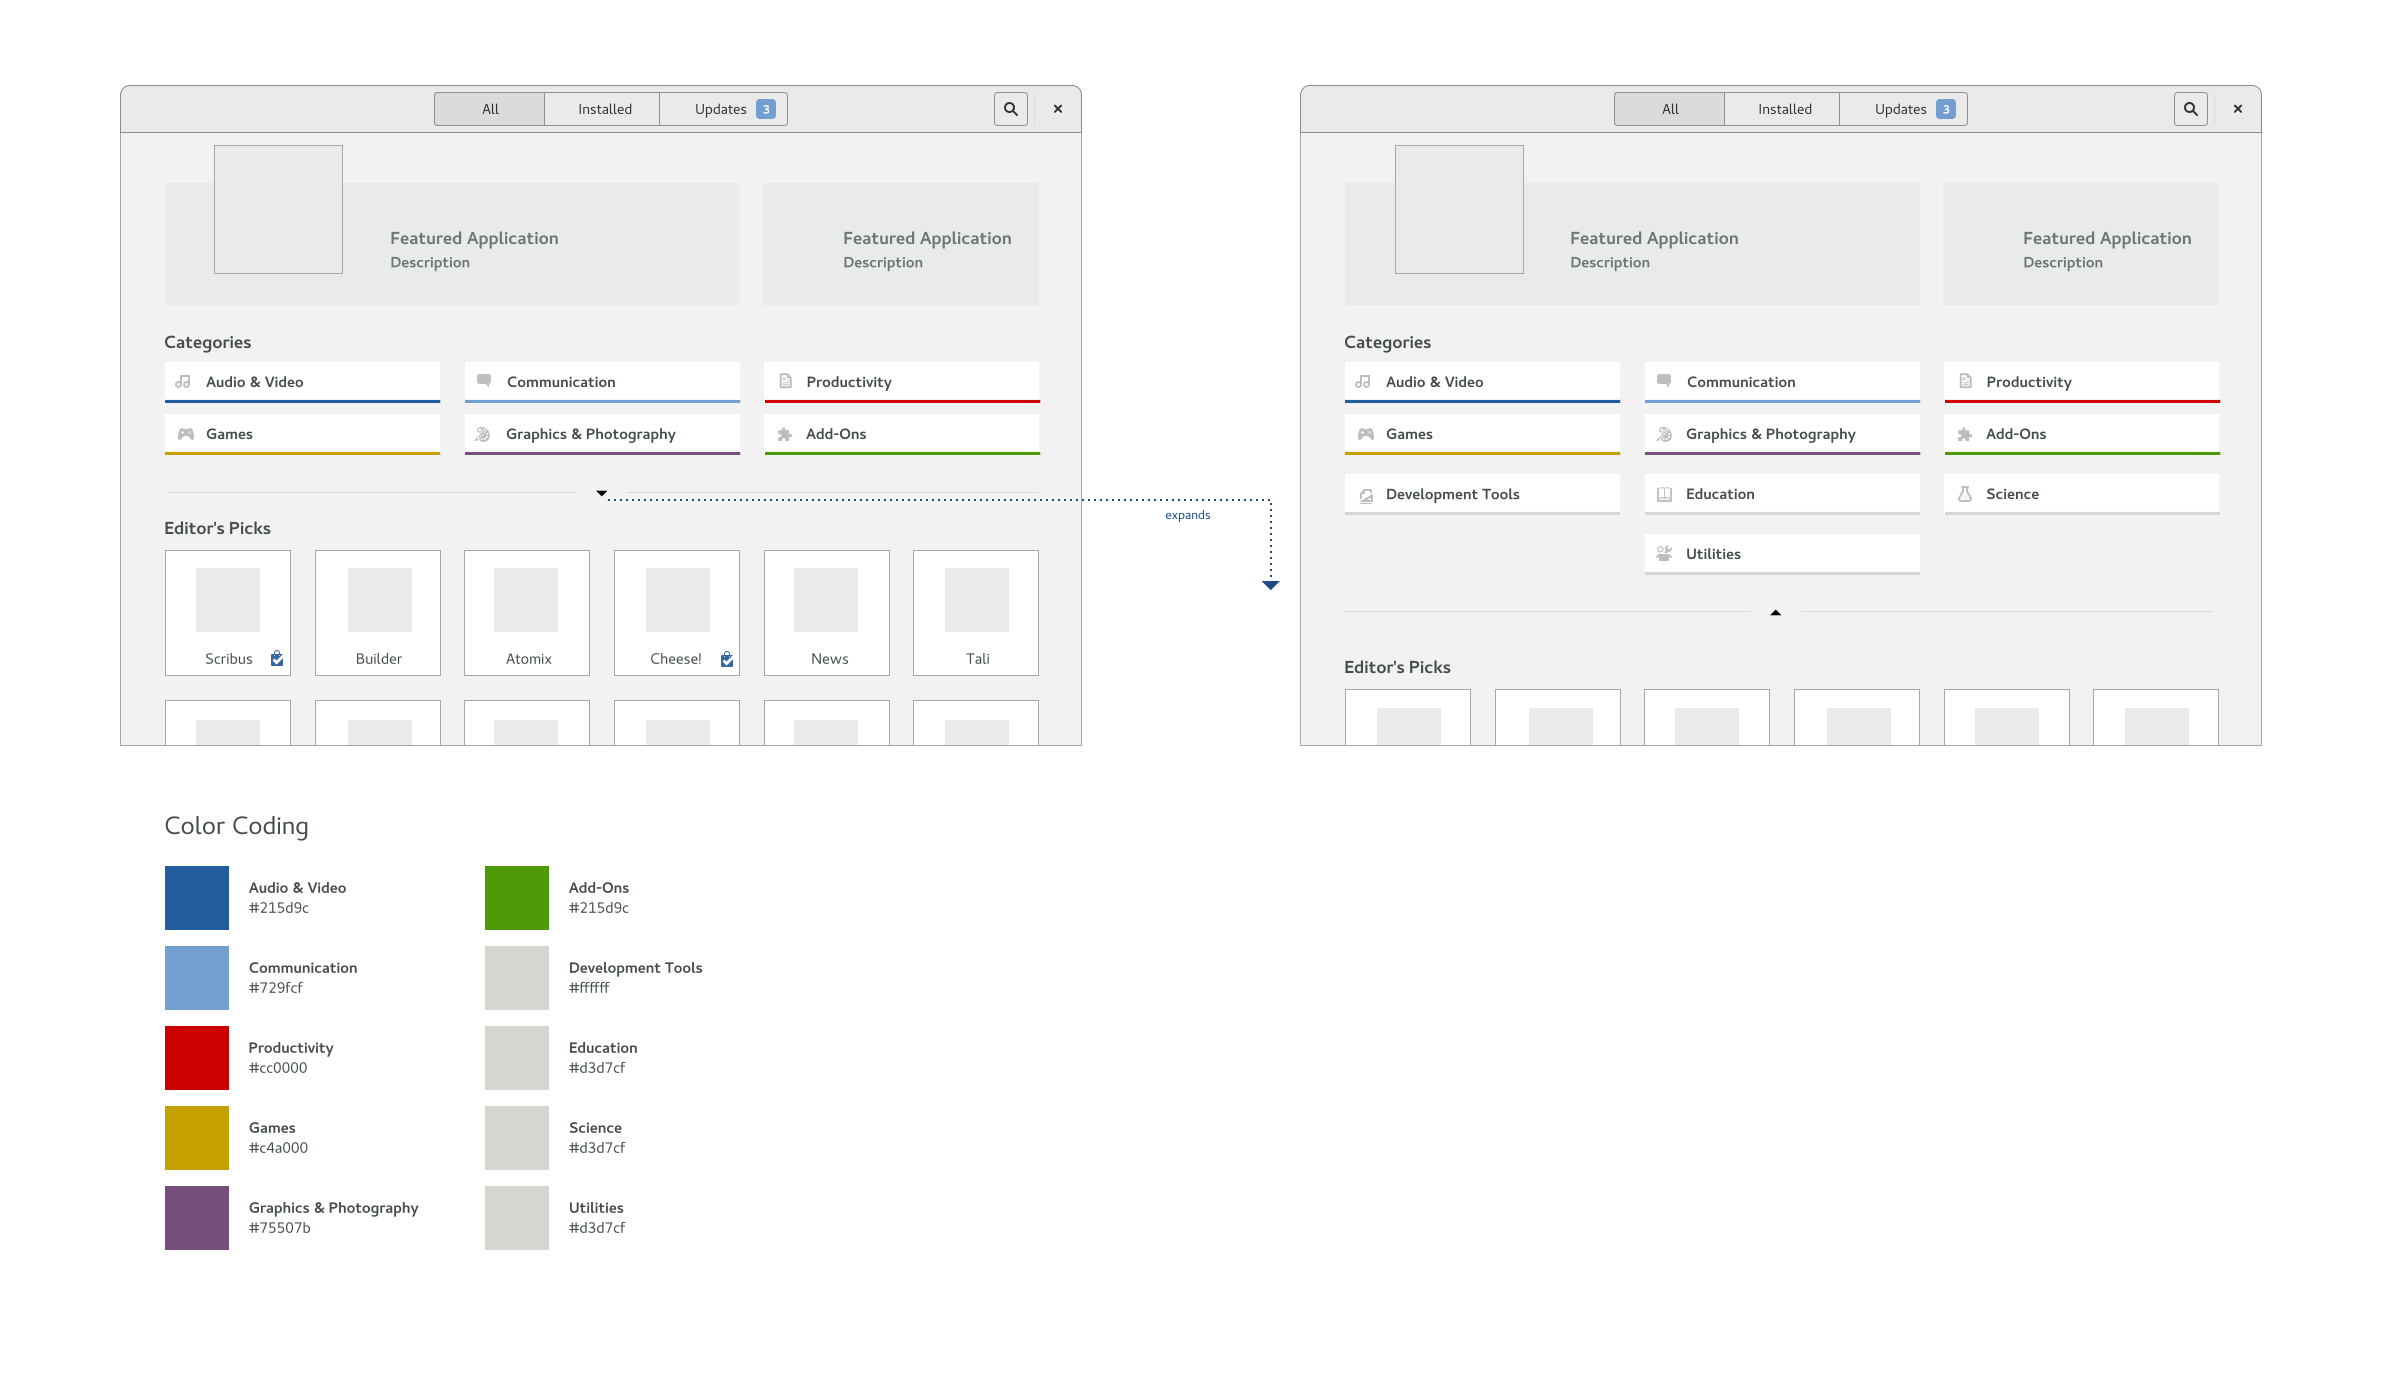 All Installed Updates 3
Featured Application
Description
Featured Application
Description
Categories
Audio & Video
Communication
Productivity
Games
Graphics & Photography
Add-Ons
Editor's Picks
Scribus
Builder
Atomix
Cheese!
News
Tali
expands
All Installed Updates 3
Featured Application
Description
Featured Application
Description
Categories
Audio & Video
Communication
Productivity
Games
Graphics & Photography
Add-Ons
Development Tools
Education
Science
Utilities
Editor's Picks
Color Coding
Audio & Video
#215d9c
Communication
#729fcf
Productivity
#cc0000
Games
#c4a000
Graphics & Photography
#75507b
Add-Ons
#215d9c
Development Tools
#ffffff
Education
#d3d7cf
Science
#d3d7cf
Utilities
#d3d7cf